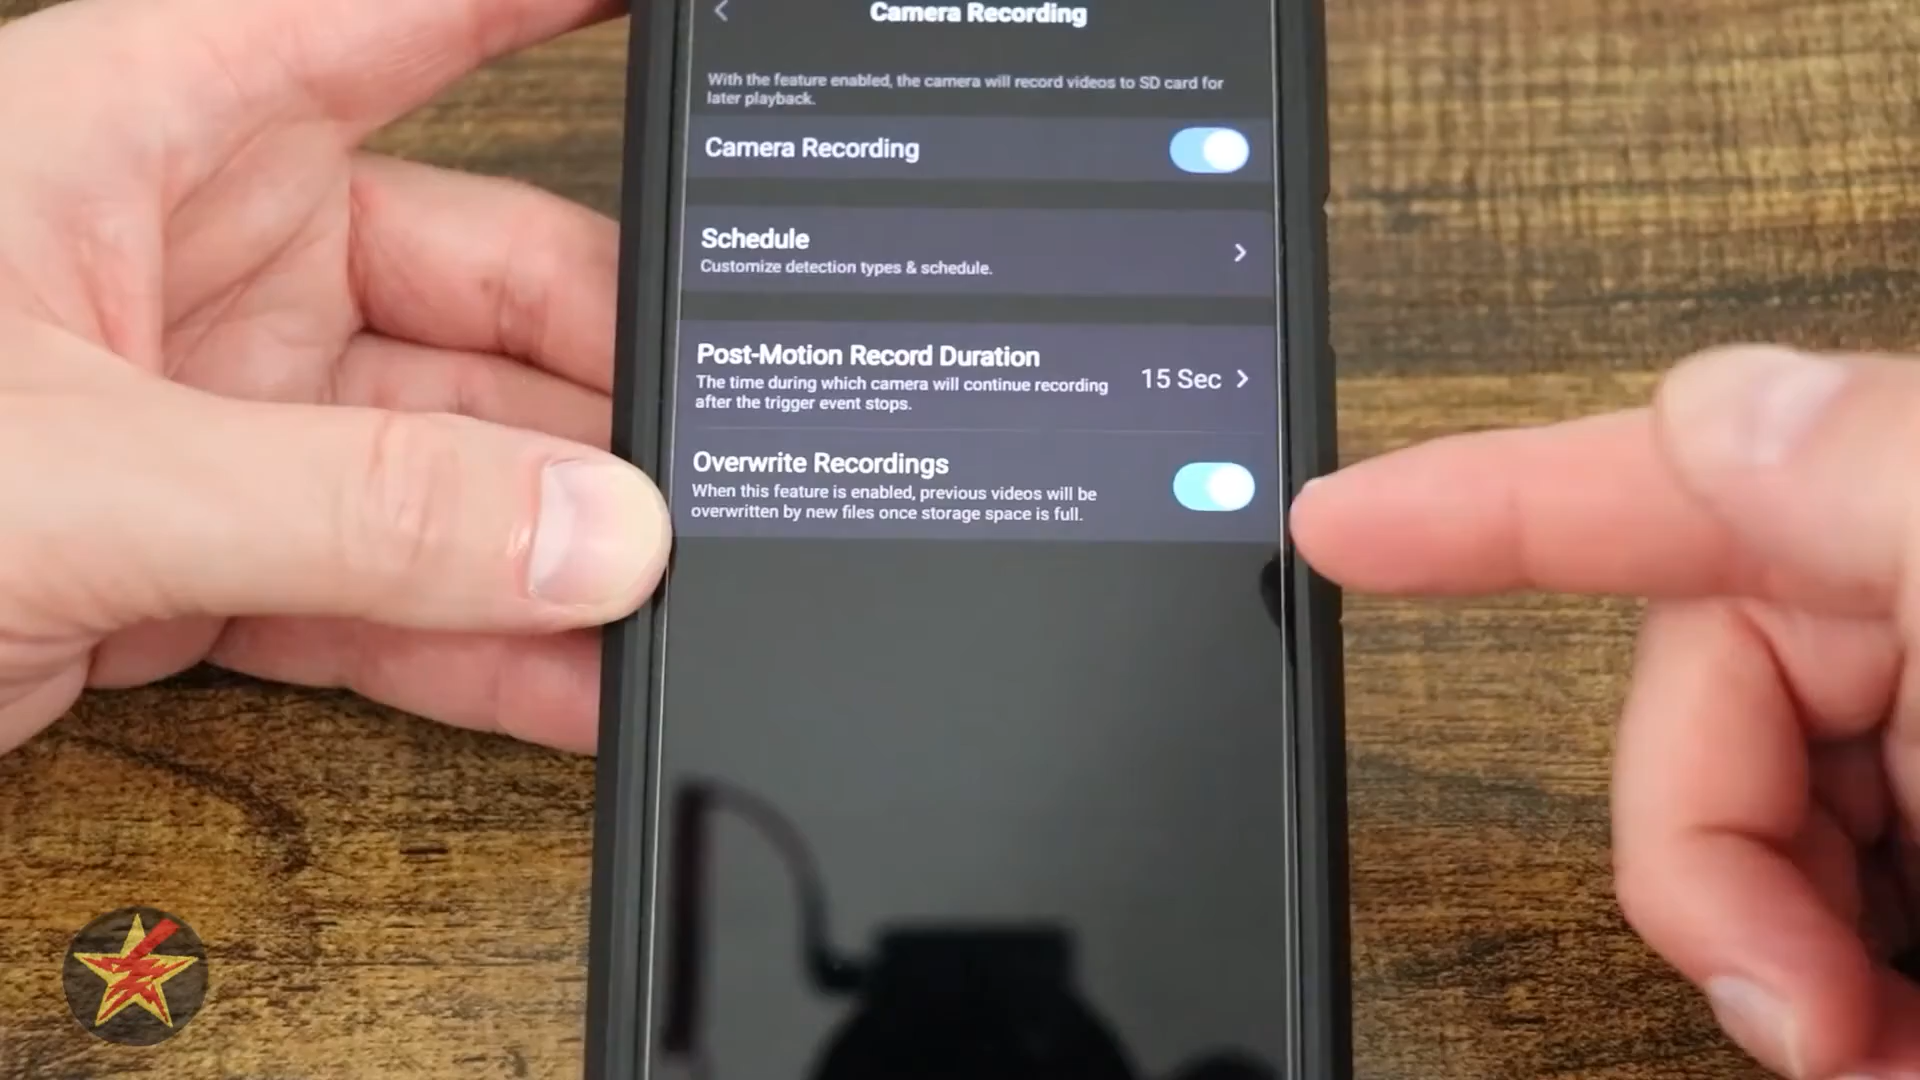 Camera Recording
With the feature enabled, the camera will record videos to SD card for
later playback.
Camera Recording
Schedule
Customize detection types & schedule.
Post-Motion Record Duration
The time during which camera will continue recording
after the trigger event stops.
15 Sec
Overwrite Recordings
When this feature is enabled, previous videos will be
overwritten by new files once storage space is full.